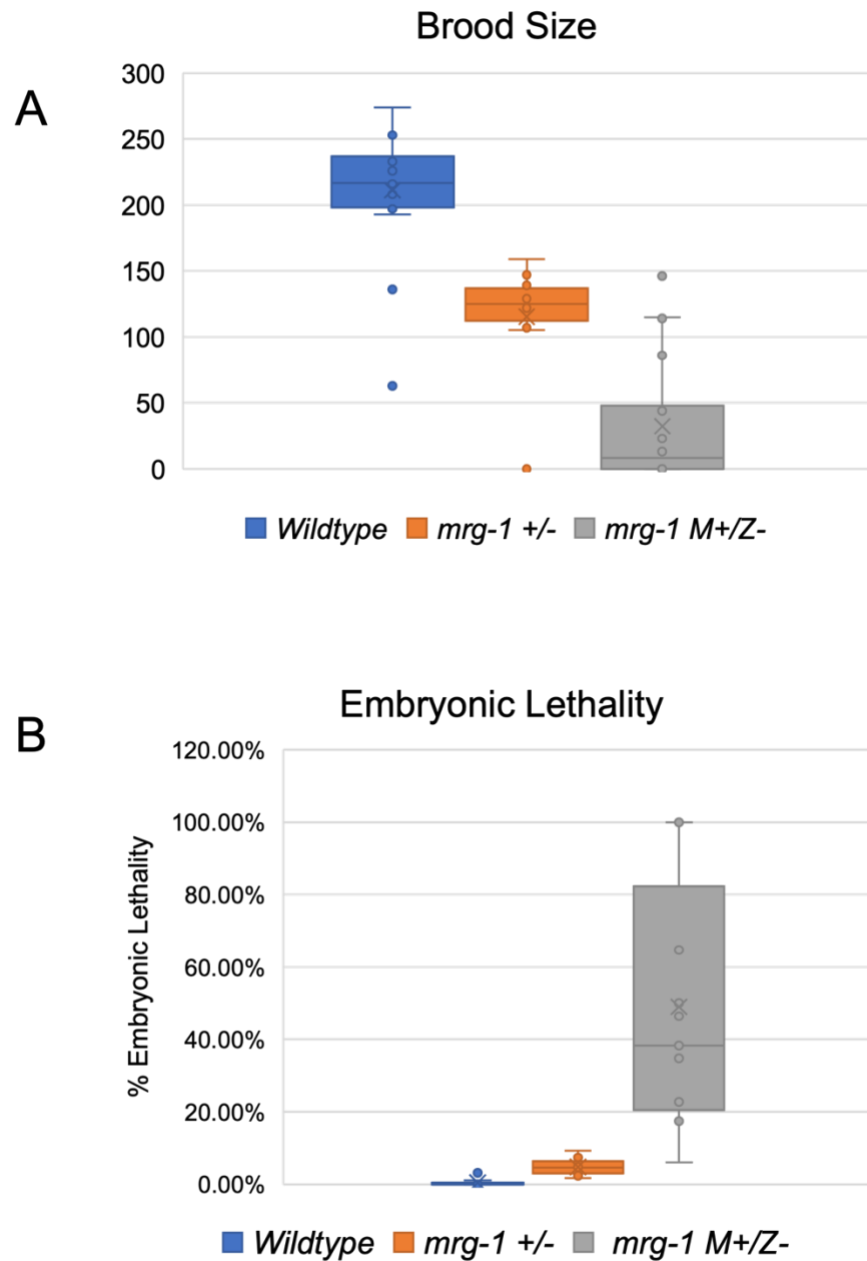 Brood Size
A
300
250
200
150
100
50
0
Wildtype mrg-1 +/- mrg-1 M+/Z-
Embryonic Lethality
B
120.00%
100.00%
80.00%
60.00%
40.00%
20.00%
0.00%
% Embryonic Lethality
Wildtype mrg-1 +/- mrg-1 M+/Z-